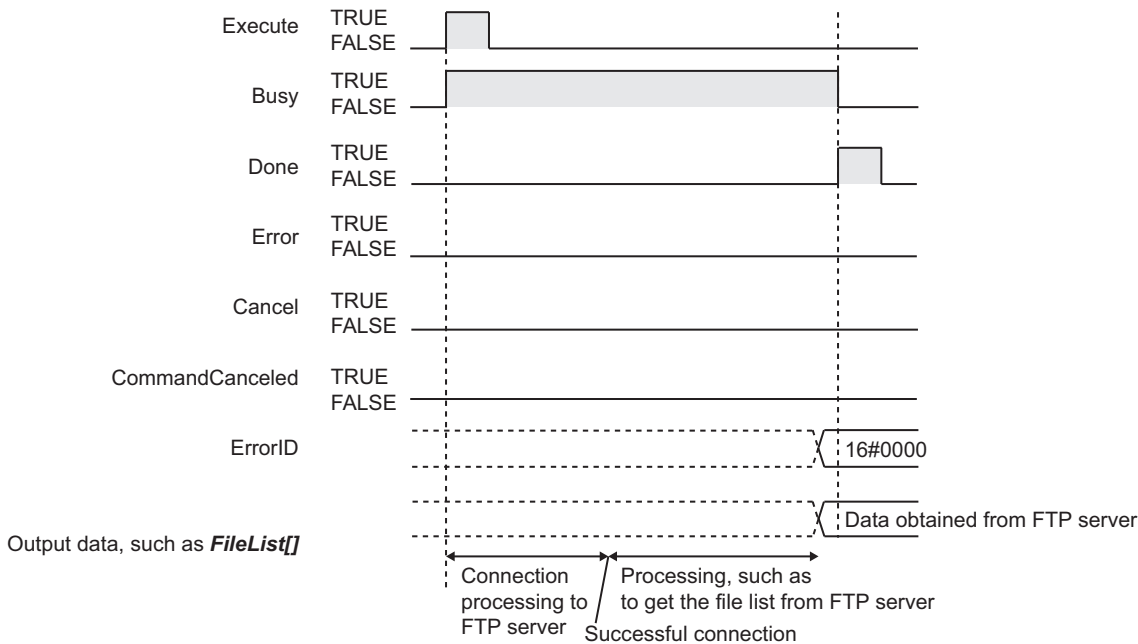 Execute TRUE
FALSE
Busy TRUE
FALSE
Done TRUE
FALSE
Error TRUE
FALSE
Cancel TRUE
FALSE
CommandCanceled TRUE
FALSE
ErrorID 16#0000
Output data, such as FileList[] Data obtained from FTP server
Connection
processing to
FTP server
Processing, such as
to get the file list from FTP server
Successful connection